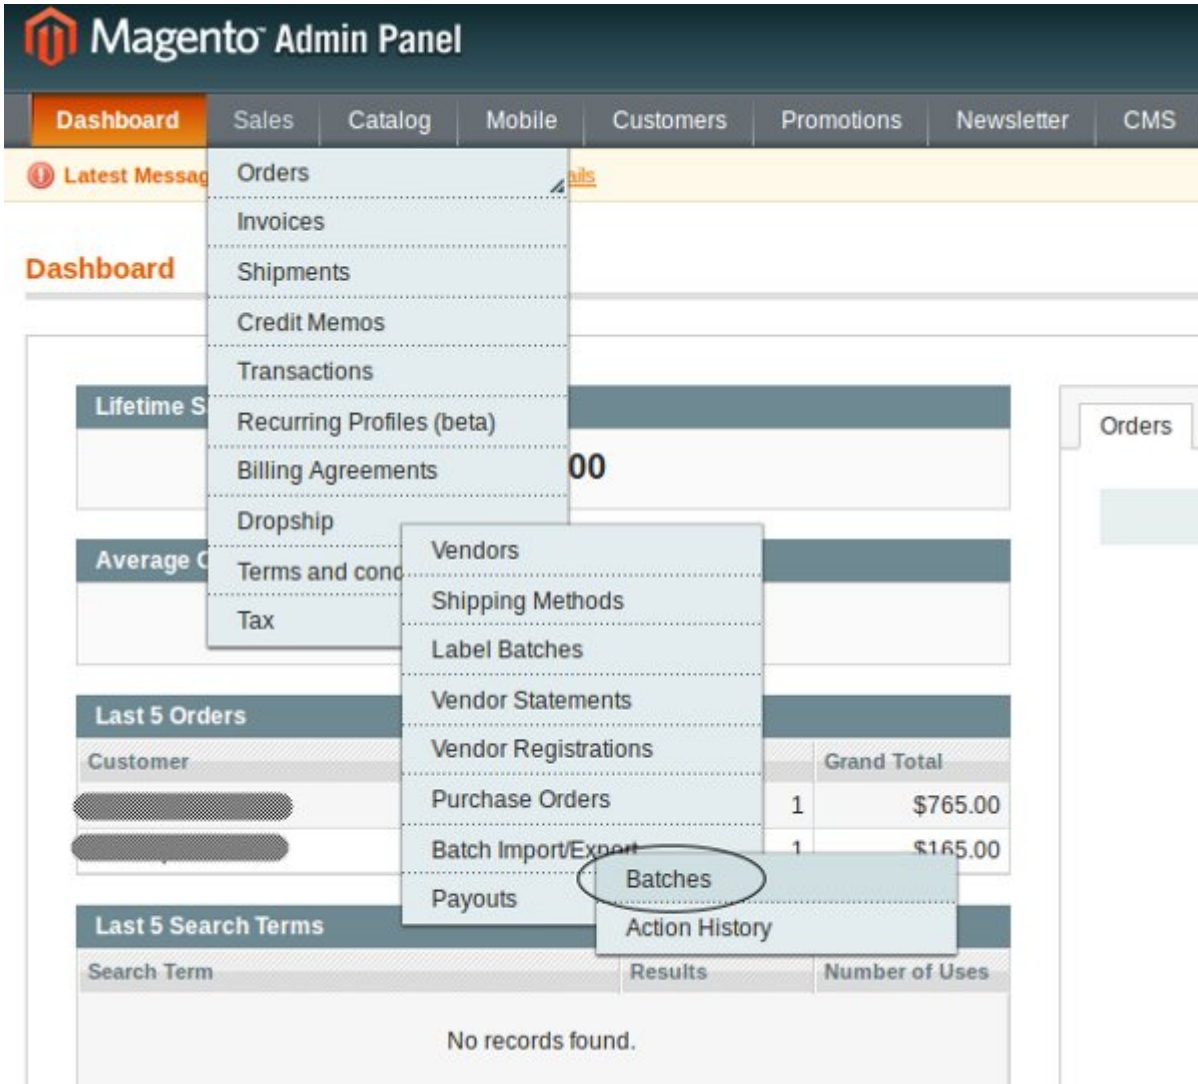 Magento™ Admin Panel
Dashboard Sales Catalog Mobile Customers Promotions Newsletter CMS
Latest
Orders
Invoices
Shipments
Credit Memos
Transactions
Recurring Profiles (beta)
Billing Agreements
Dropship
Terms and
Tax
Vendors
Shipping Methods
Label Batches
Vendor Statements
Vendor Registrations
Purchase Orders
Batch Import/Export
Payouts
Batches
Action History
Dashboard
Lifetime
00
Average
Last 5 Orders
Customer Grand Total
1 $765.00
1 $165.00
Last 5 Search Terms
Search Term Results Number of Uses
No records found.
Orders